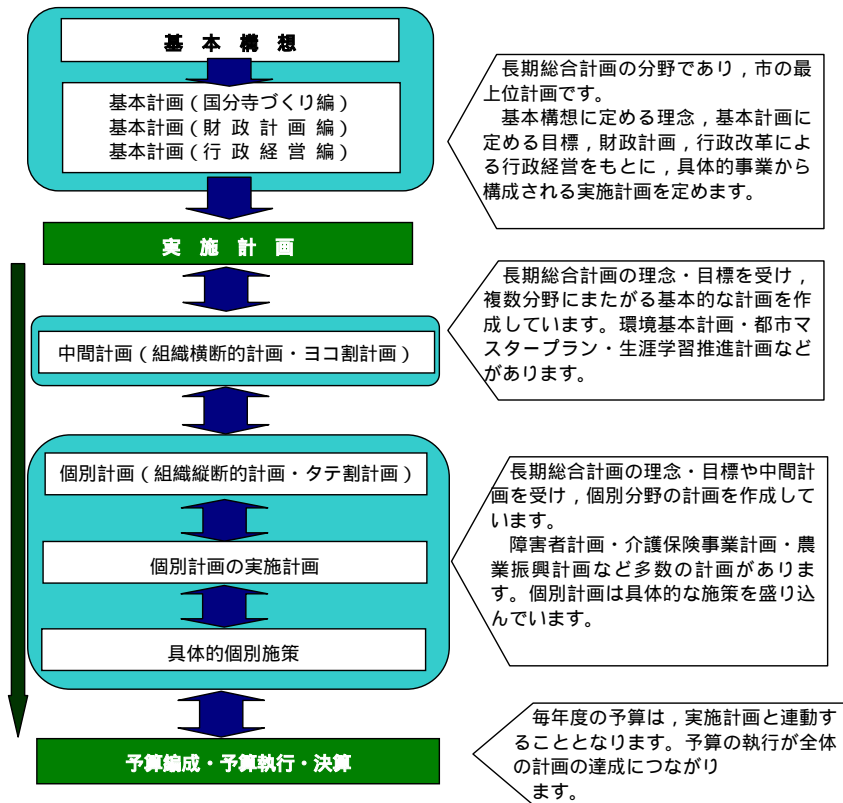 基 本 構 想
基本計画（国分寺づくり編）
基本計画（財 政 計 画 編）
基本計画（行 政 経 営 編）
長期総合計画の分野であり，市の最
上位計画です。
基本構想に定める理念，基本計画に
定める目標，財政計画，行政改革によ
る行政経営をもとに，具体的事業から
構成される実施計画を定めます。
実 施 計 画
長期総合計画の理念・目標を受け，
複数分野にまたがる基本的な計画を作
成しています。環境基本計画・都市マ
スタープラン・生涯学習推進計画など
があります。
中間計画（組織横断的計画・ヨコ割計画）
個別計画（組織縦断的計画・タテ割計画）
個別計画の実施計画
具体的個別施策
長期総合計画の理念・目標や中間計
画を受け，個別分野の計画を作成して
います。
障害者計画・介護保険事業計画・農
業振興計画など多数の計画がありま
す。個別計画は具体的な施策を盛り込
んでいます。
予算編成・予算執行・決算
毎年度の予算は，実施計画と連動す
ることとなります。予算の執行が全体
の計画の達成につながり
ます。